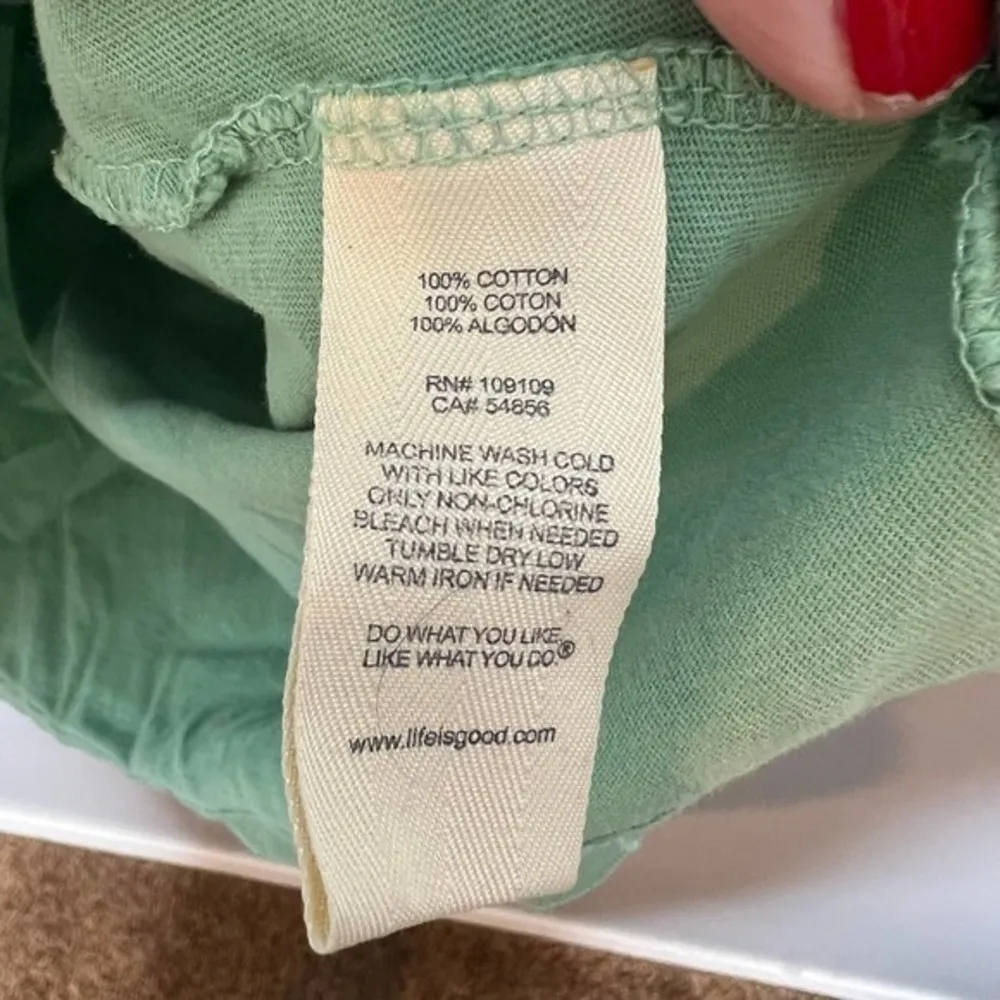 100% COTTON
100% COTON
100% ALGODÓN
RN# 109109
CA# 54856
MACHINE WASH COLD
WITH LIKE COLORS
ONLY NON-CHLORINE
BLEACH WHEN NEEDED
TUMBLE DRY LOW
WARM IRON IF NEEDED
DO WHAT YOU LIKE.
LIKE WHAT YOU DO.®
www.lifeisgood.com